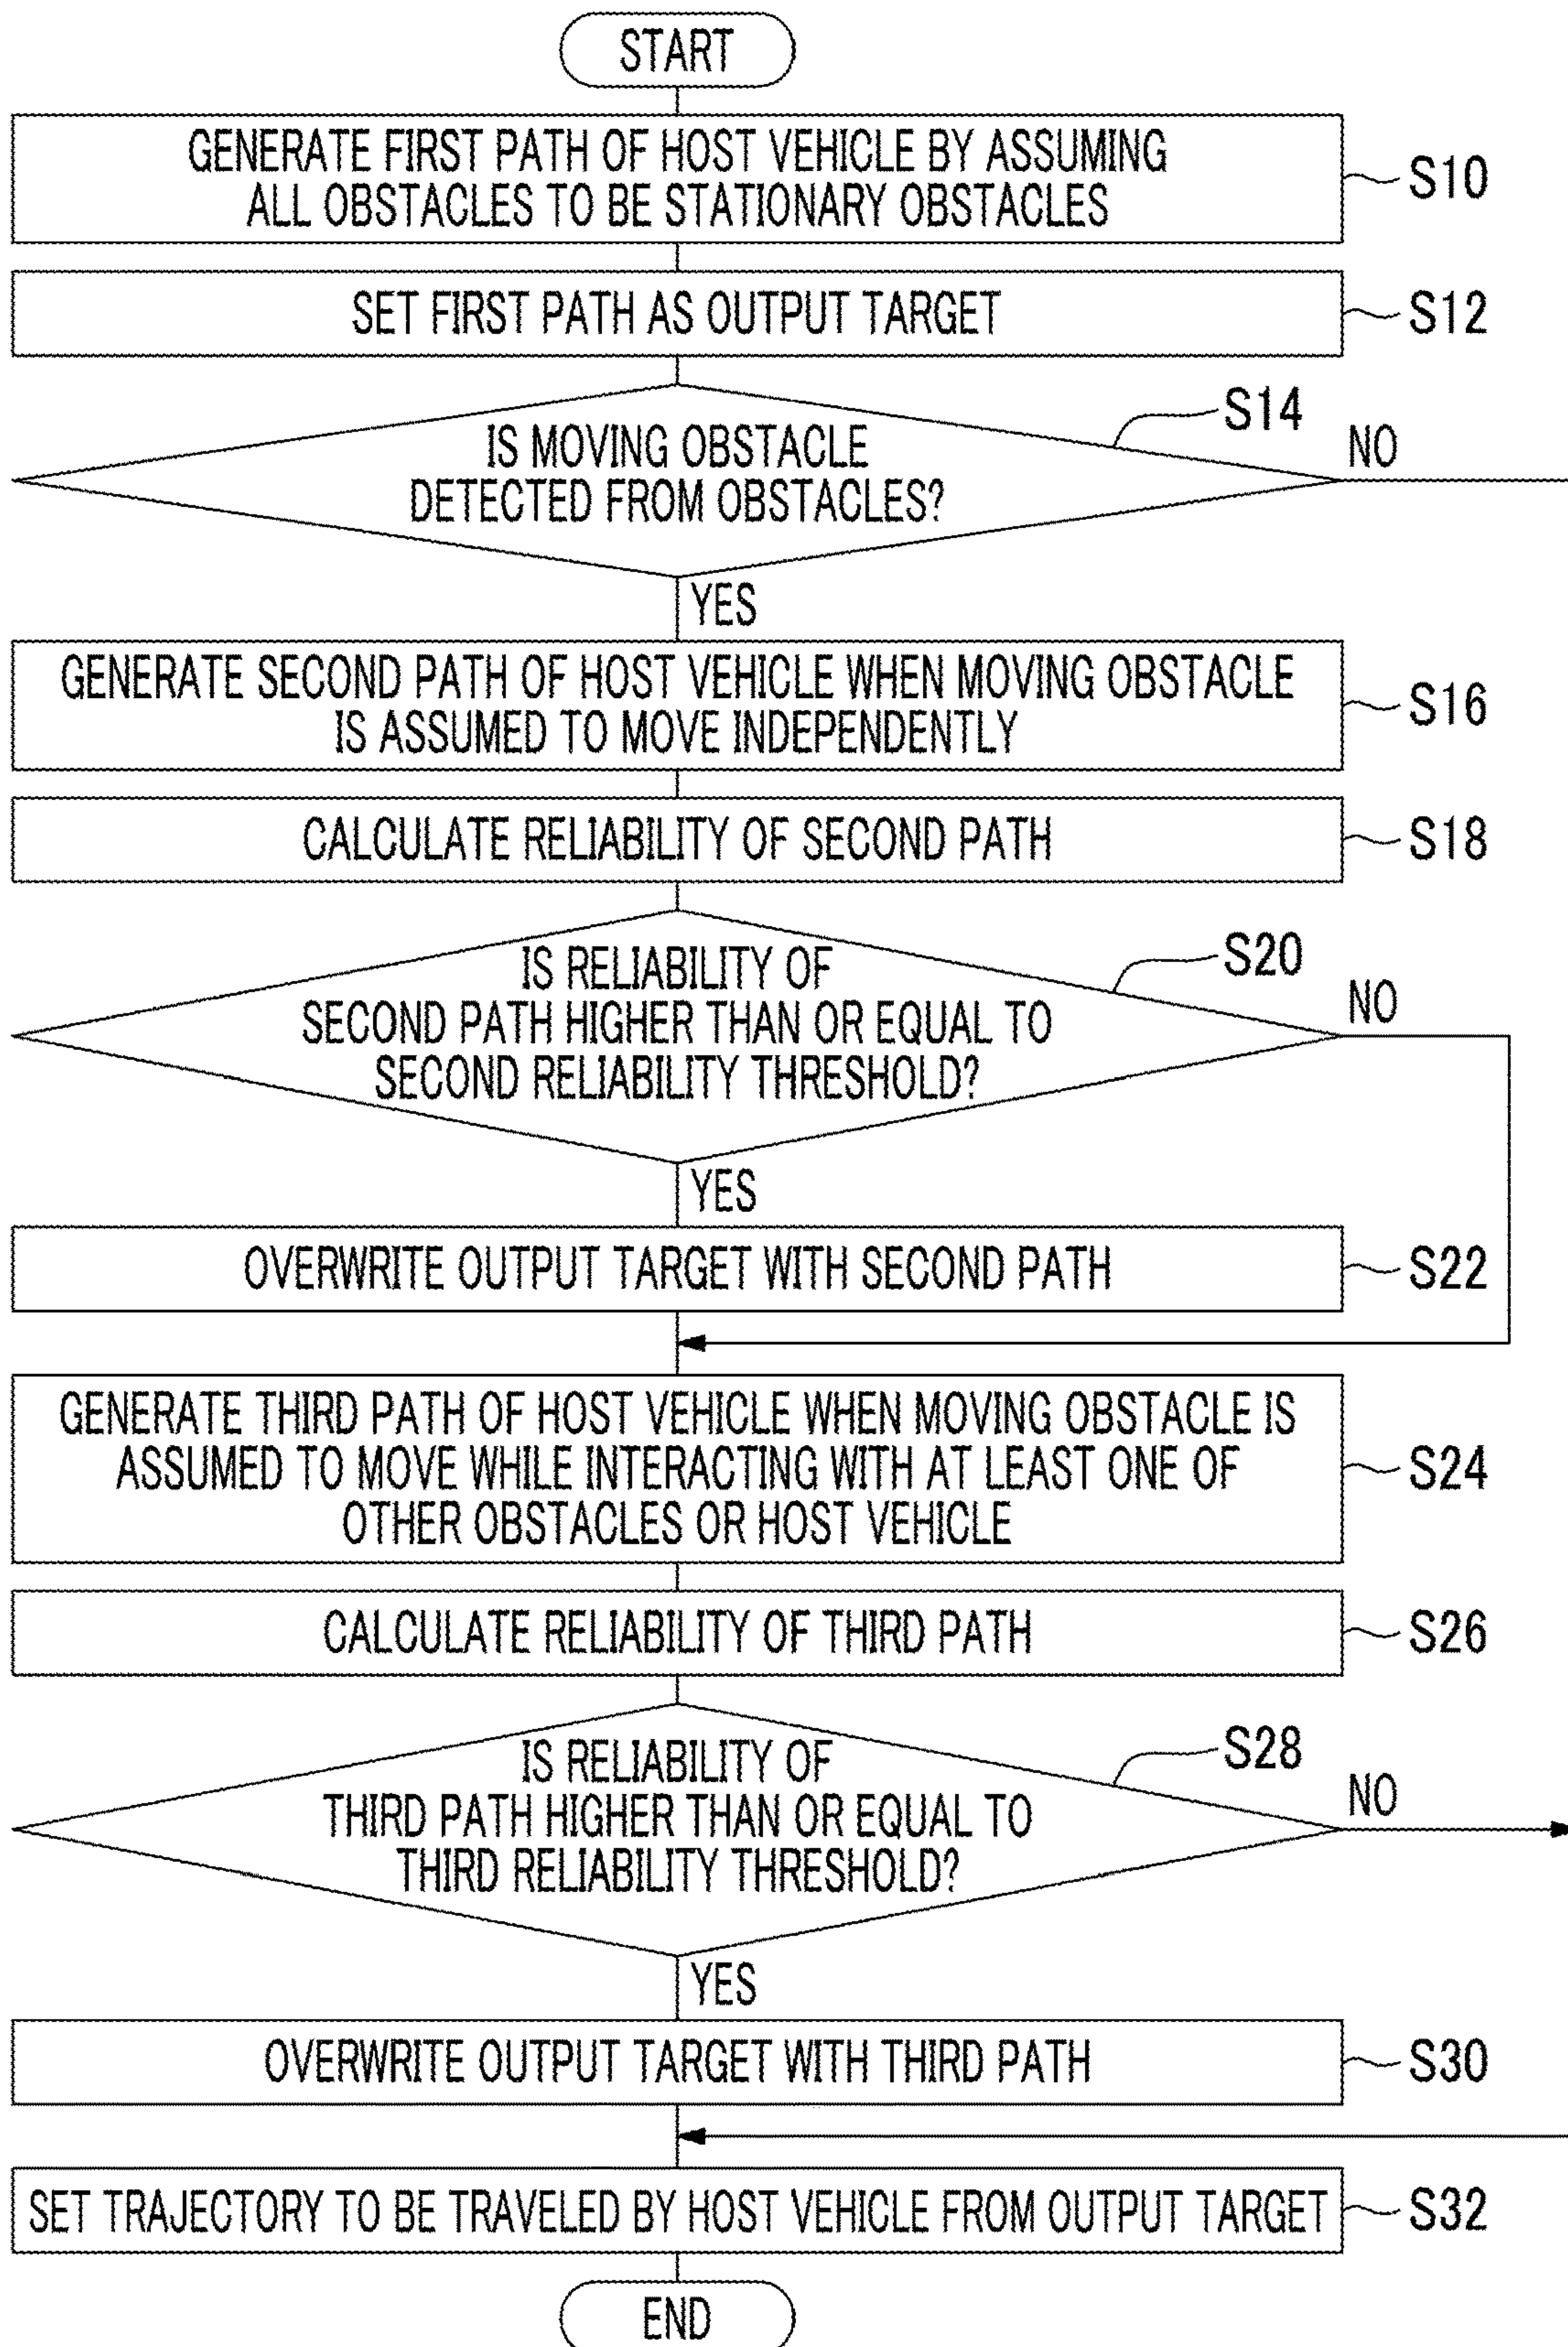 START
GENERATE FIRST PATH OF HOST VEHICLE BY ASSUMING
ALL OBSTACLES TO BE STATIONARY OBSTACLES
S10
SET FIRST PATH AS OUTPUT TARGET
S12
S14
IS MOVING OBSTACLE
DETECTED FROM OBSTACLES?
NO
YES
GENERATE SECOND PATH OF HOST VEHICLE WHEN MOVING OBSTACLE
IS ASSUMED TO MOVE INDEPENDENTLY
S16
CALCULATE RELIABILITY OF SECOND PATH
S18
S20
IS RELIABILITY OF
SECOND PATH HIGHER THAN OR EQUAL TO
SECOND RELIABILITY THRESHOLD?
NO
YES
OVERWRITE OUTPUT TARGET WITH SECOND PATH
S22
GENERATE THIRD PATH OF HOST VEHICLE WHEN MOVING OBSTACLE IS
ASSUMED TO MOVE WHILE INTERACTING WITH AT LEAST ONE OF
OTHER OBSTACLES OR HOST VEHICLE
S24
CALCULATE RELIABILITY OF THIRD PATH
S26
S28
IS RELIABILITY OF
THIRD PATH HIGHER THAN OR EQUAL TO
THIRD RELIABILITY THRESHOLD?
NO
YES
OVERWRITE OUTPUT TARGET WITH THIRD PATH
S30
SET TRAJECTORY TO BE TRAVELED BY HOST VEHICLE FROM OUTPUT TARGET
S32
END